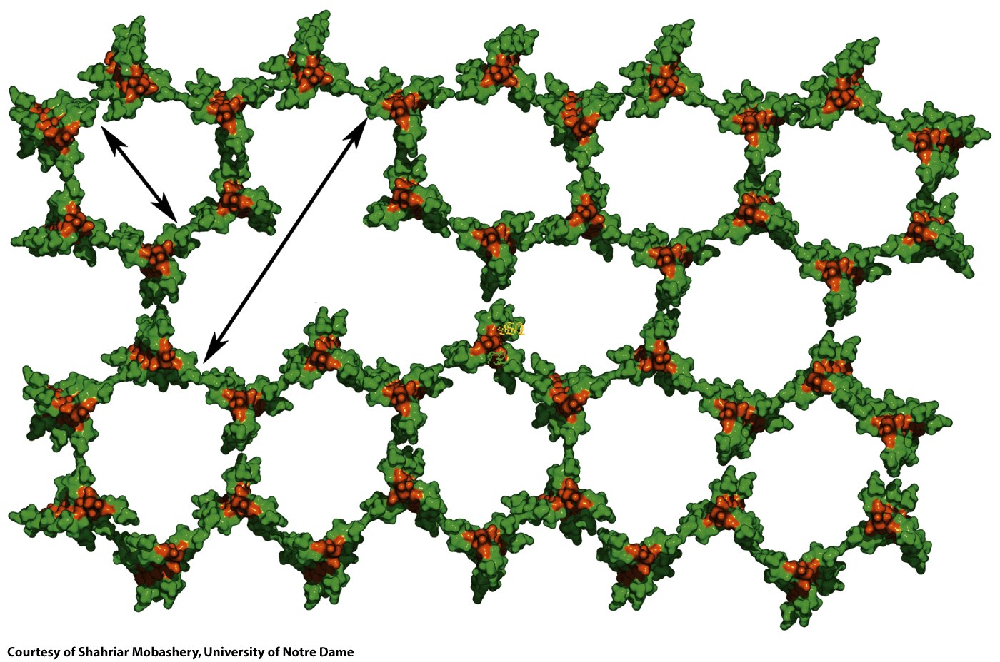 Courtesy of Shahriar Mobashery, University of Notre Dame